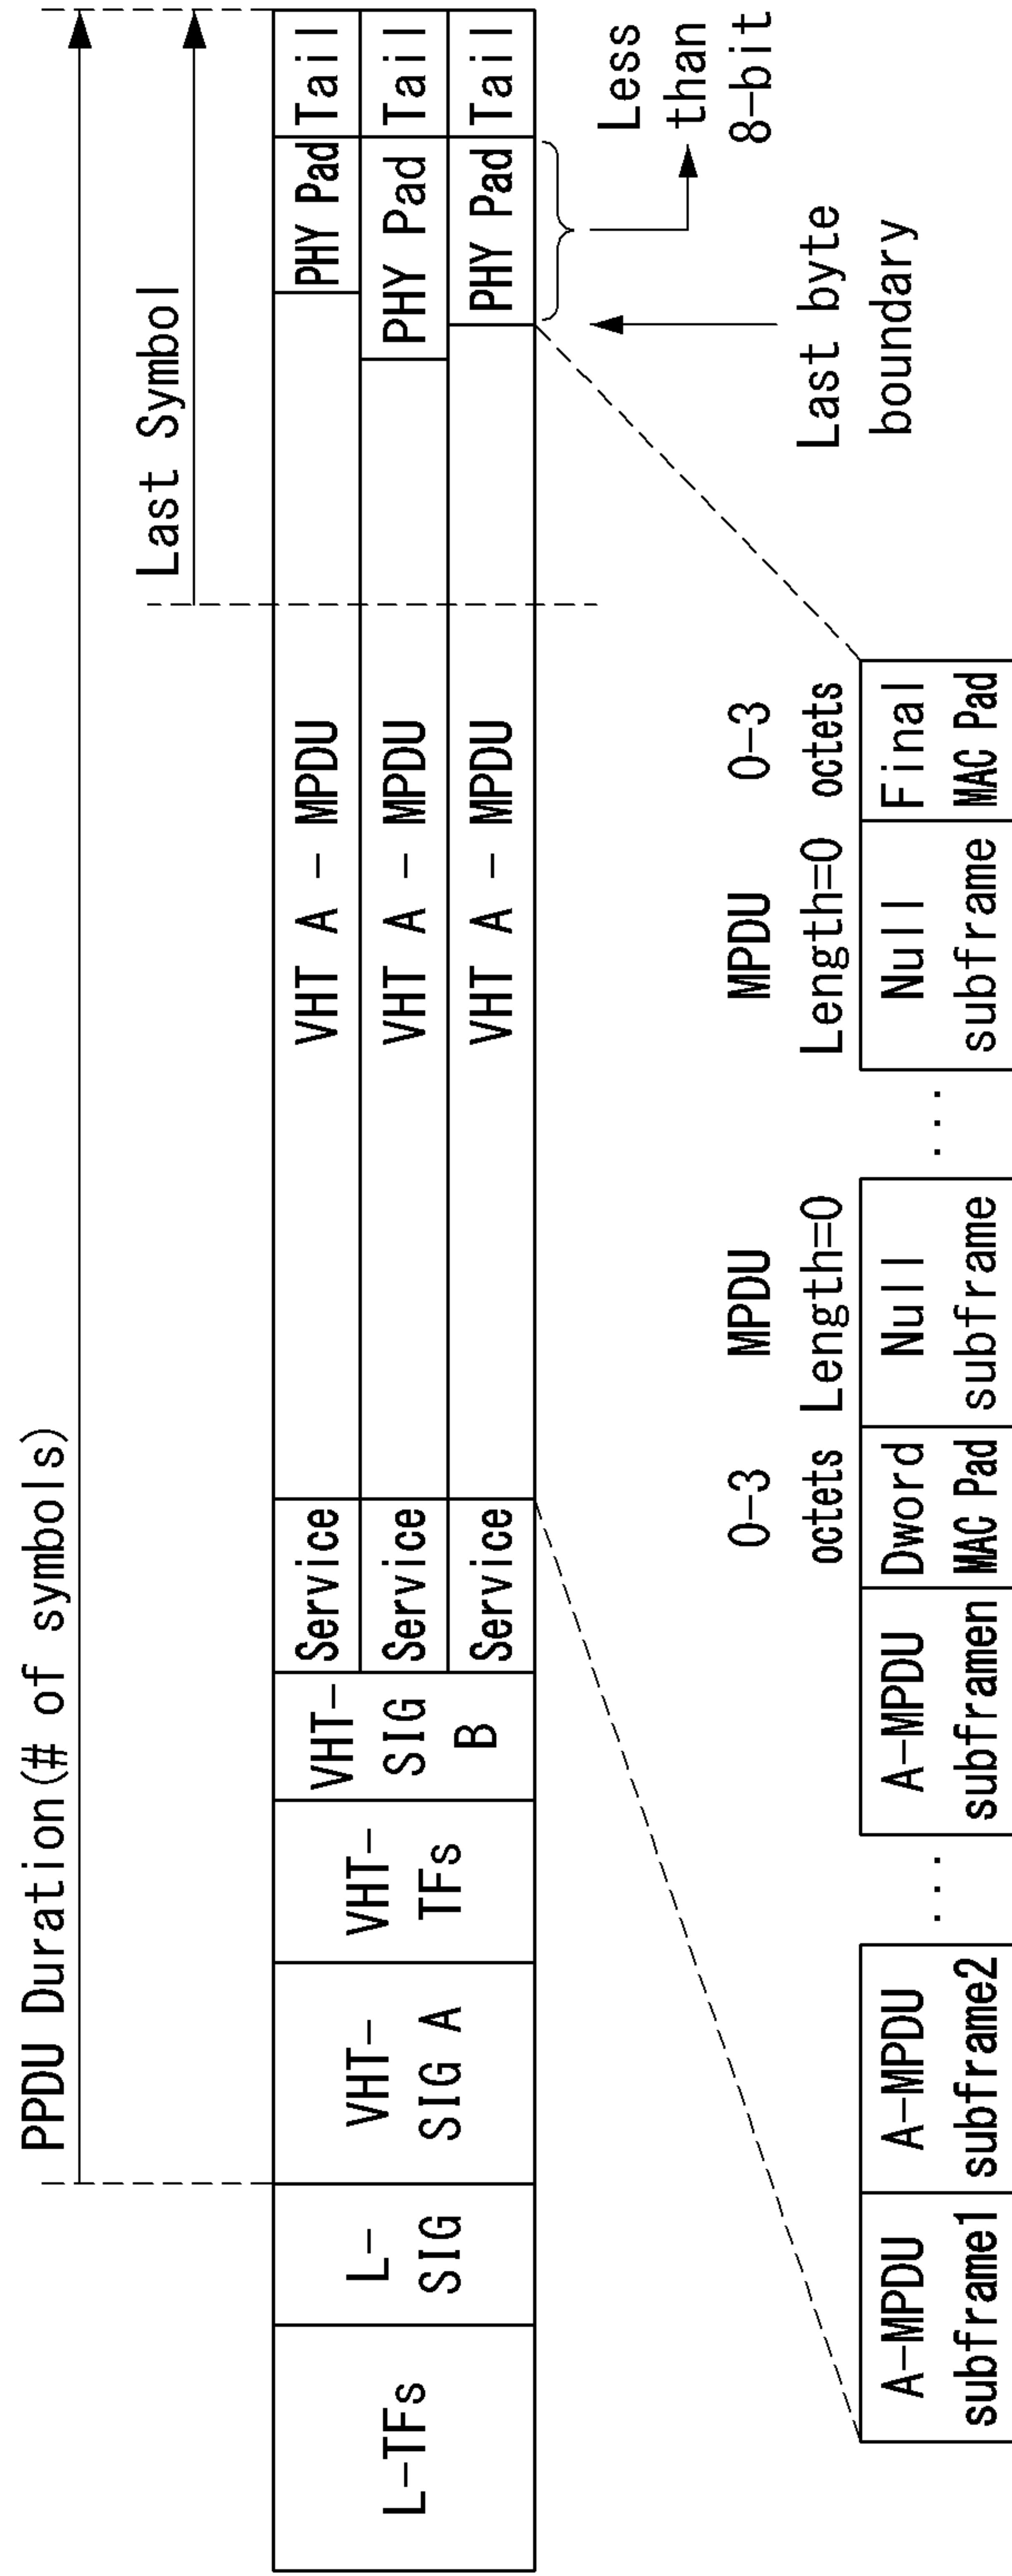 PPDU Duration(# of symbols)
Last Symbol
L-TFs
L-
SIG
VHT-
SIG A
VHT-
TFs
VHT-
SIG
B
Service
VHT A - MPDU
PHY Pad
Tail
Service
VHT A - MPDU
PHY Pad
Tail
Service
VHT A - MPDU
PHY Pad
Tail
Less
than
8-bit
Last byte
boundary
0-3
octets
MPDU
Length=0
MPDU
Length=0
0-3
octets
A-MPDU
subframe1
A-MPDU
subframe2
...
A-MPDU
subframen
Dword
MAC Pad
Null
subframe
...
Null
subframe
Final
MAC Pad